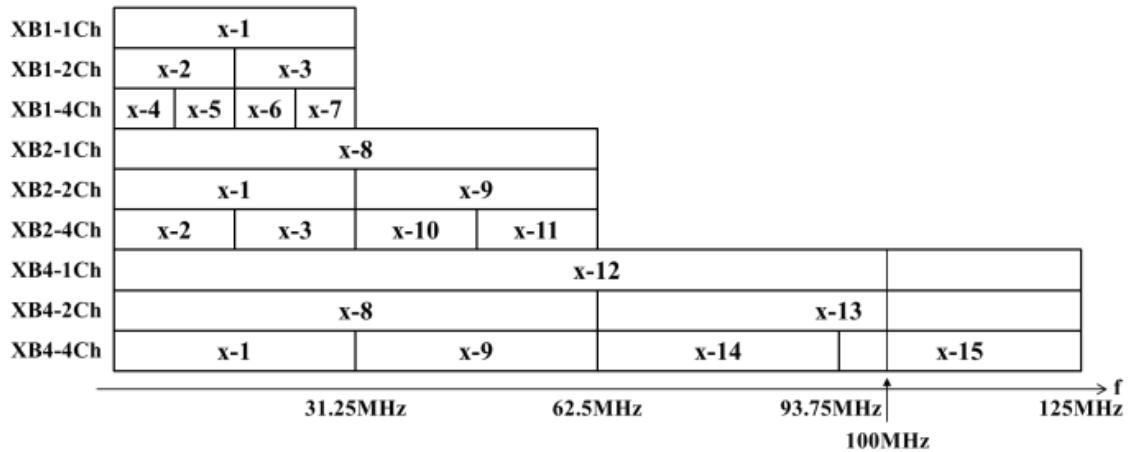 XB1-1Ch x-1
XB1-2Ch x-2 x-3
XB1-4Ch x-4 x-5 x-6 x-7
XB2-1Ch x-8
XB2-2Ch x-1 x-9
XB2-4Ch x-2 x-3 x-10 x-11
XB4-1Ch x-12
XB4-2Ch x-8 x-13
XB4-4Ch x-1 x-9 x-14 x-15
f
31.25MHz 62.5MHz 93.75MHz 125MHz
100MHz